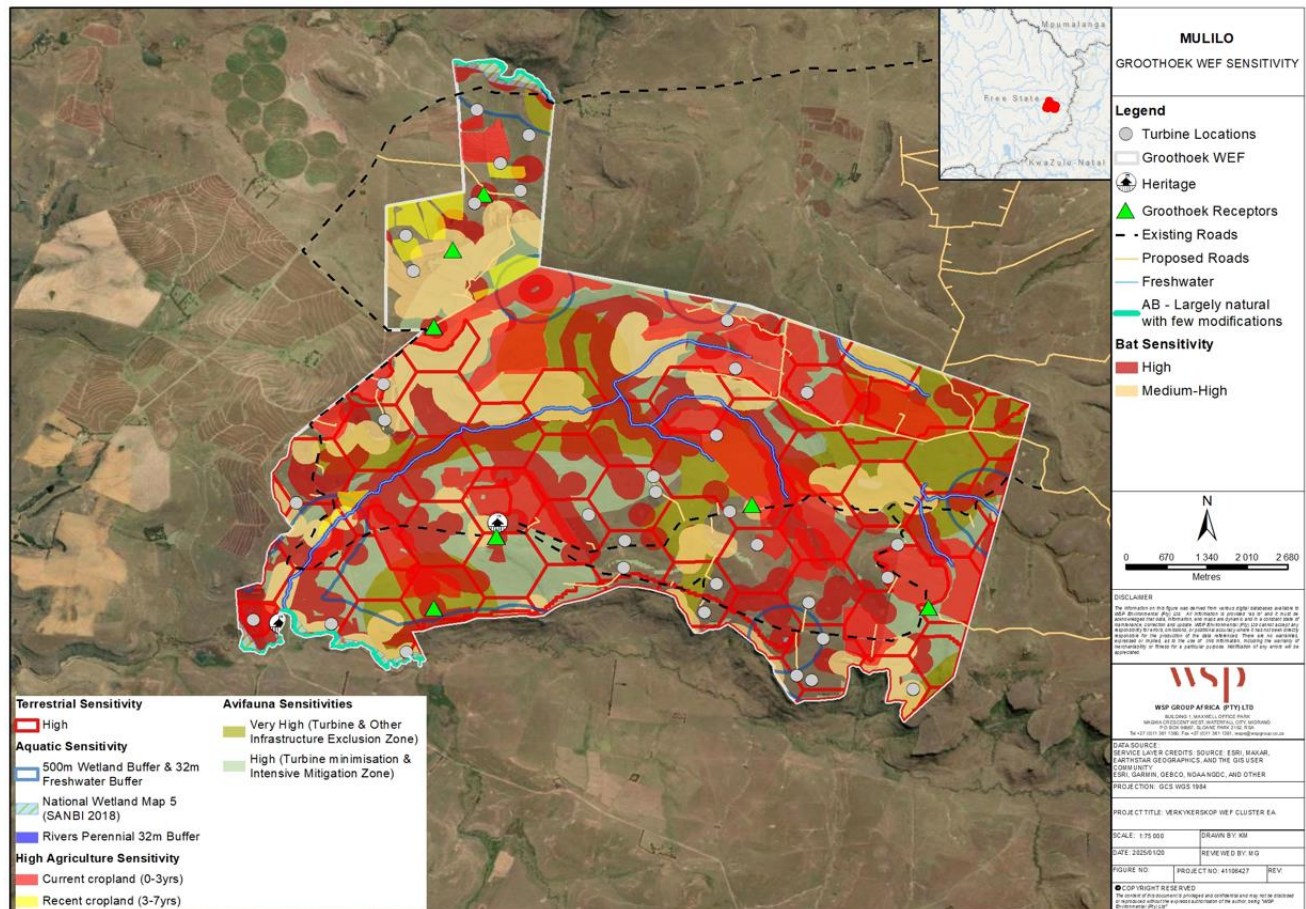 Mpumalanga
Free State
KwaZulu-Natal
MULILO
GROOTHOEK WEF SENSITIVITY
Legend
Turbine Locations
Groothoek WEF
Heritage
Groothoek Receptors
Existing Roads
Proposed Roads
Freshwater
AB - Largely natural
with few modifications
Bat Sensitivity
High
Medium-High
N
0 670 1 340 2 010 2 680
Metres
DISCLAIMER
wsp
WSP GROUP AFRICA (PTY) LTD
DATA SOURCE:
SERVICE LAYER CREDITS: SOURCE: ESRI, MAXAR,
EARTHSTAR GEOGRAPHICS, AND THE GIS USER
COMMUNITY
ESRI, GARMIN, GEBCO, NOAA NGDC, AND OTHER
PROJECTION: GCS WGS 1984
PROJECT TITLE: VERKYKERSKOP WEF CLUSTER EA
SCALE: 1:75 000
DRAWN BY: KM
DATE: 2025/01/20
REVIEWED BY: MG
FIGURE NO:
PROJECT NO: 41106427
REV:
COPYRIGHT RESERVED
Terrestrial Sensitivity
High
Aquatic Sensitivity
500m Wetland Buffer & 32m
Freshwater Buffer
National Wetland Map 5
(SANBI 2018)
Rivers Perennial 32m Buffer
High Agriculture Sensitivity
Current cropland (0-3yrs)
Recent cropland (3-7yrs)
Avifauna Sensitivities
Very High (Turbine & Other
Infrastructure Exclusion Zone)
High (Turbine minimisation &
Intensive Mitigation Zone)